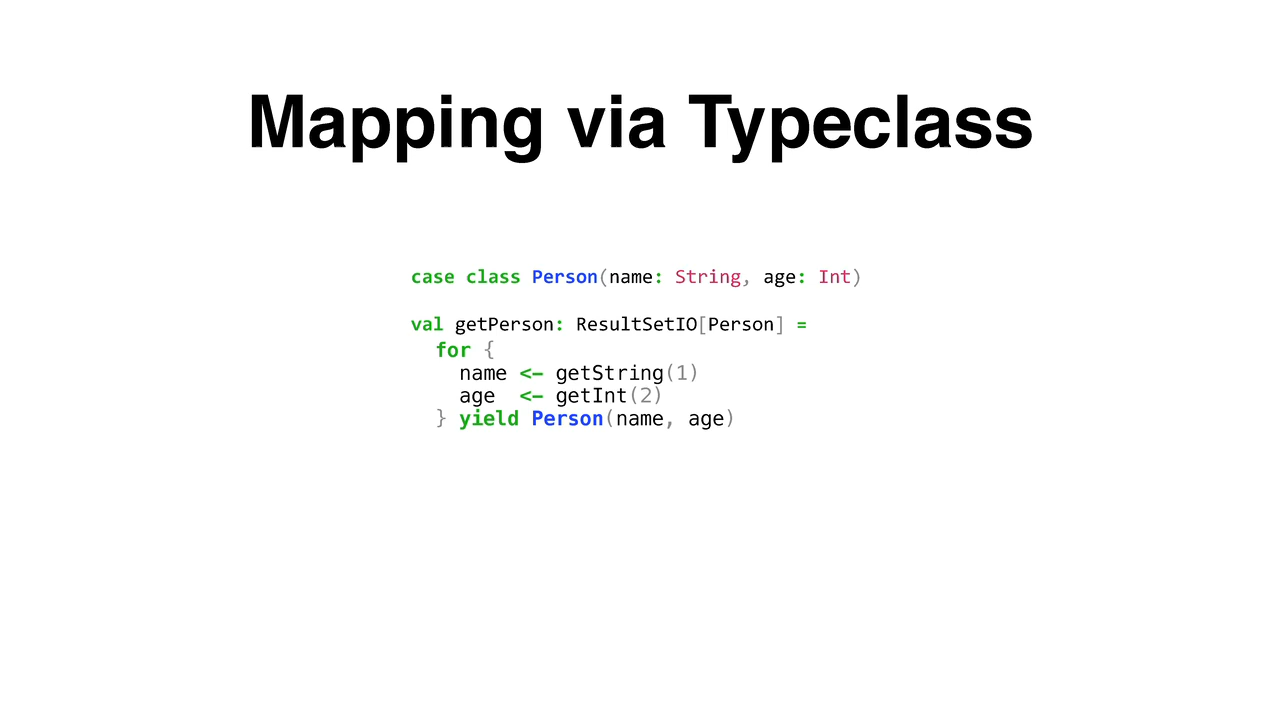 Mapping via Typeclass
case class Person(name: String, age: Int)
val getPerson: ResultSetIO[Person] =
  for {
    name <- getString(1)
    age  <- getInt(2)
  } yield Person(name, age)